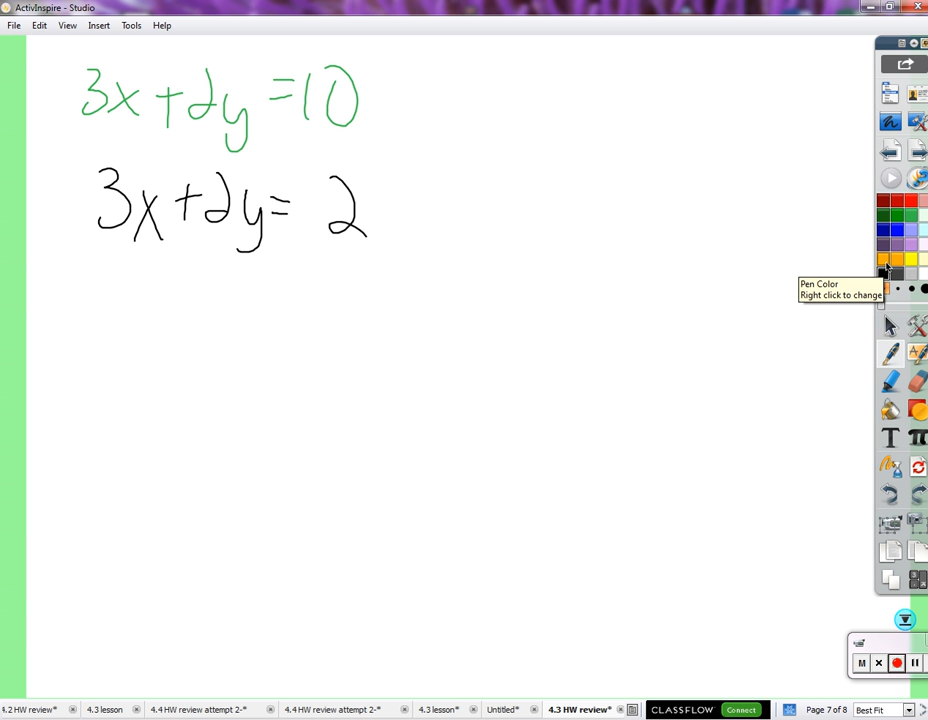 ActivInspire - Studio
File Edit View Insert Tools Help
3x+2y=10
3x+2y= 2
Pen Color
Right click to change
T π
M
4.2 HW review* 4.3 lesson 4.4 HW review attempt 2-* 4.4 HW review attempt 2-* 4.3 lesson* Untitled* 4.3 HW review* CLASSFLOW Connect Page 7 of 8 Best Fit